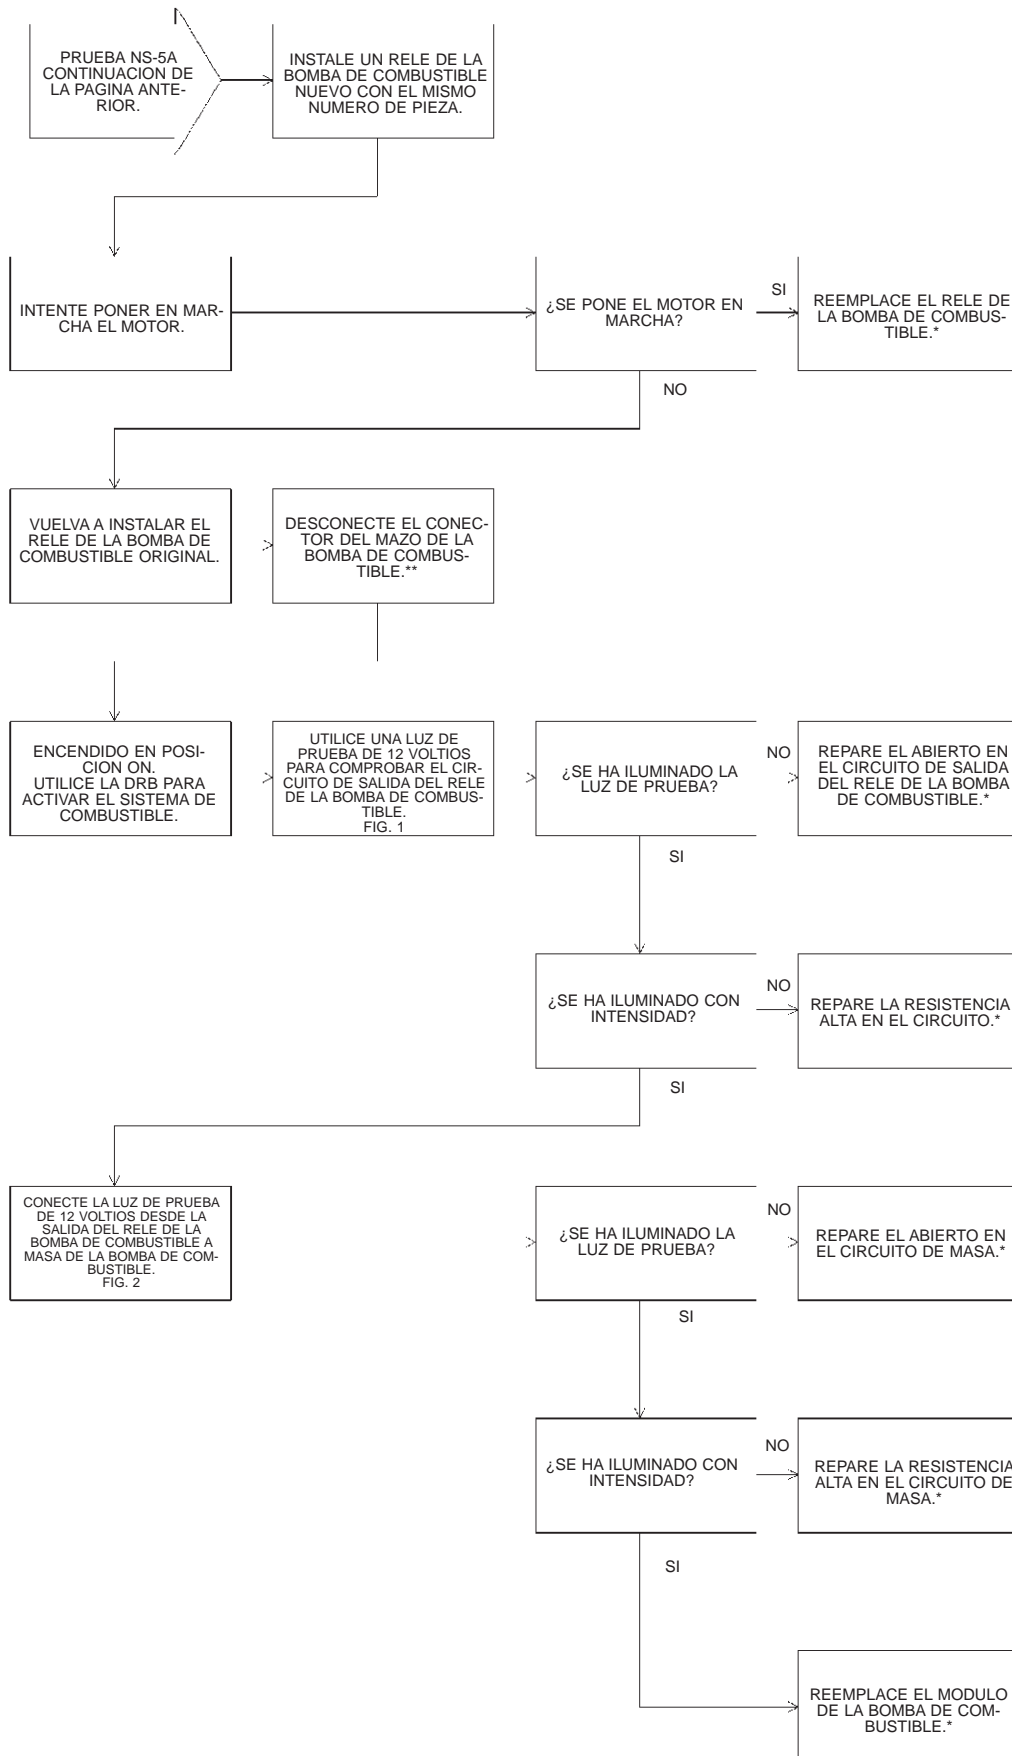 PRUEBA NS-5A
CONTINUACION DE
LA PAGINA ANTE-
RIOR.
INSTALE UN RELE DE LA
BOMBA DE COMBUSTIBLE
NUEVO CON EL MISMO
NUMERO DE PIEZA.
INTENTE PONER EN MAR-
CHA EL MOTOR.
¿SE PONE EL MOTOR EN
MARCHA?
SI
REEMPLACE EL RELE DE
LA BOMBA DE COMBUS-
TIBLE.*
NO
VUELVA A INSTALAR EL
RELE DE LA BOMBA DE
COMBUSTIBLE ORIGINAL.
DESCONECTE EL CONEC-
TOR DEL MAZO DE LA
BOMBA DE COMBUS-
TIBLE.**
ENCENDIDO EN POSI-
CION ON.
UTILICE LA DRB PARA
ACTIVAR EL SISTEMA DE
COMBUSTIBLE.
UTILICE UNA LUZ DE
PRUEBA DE 12 VOLTIOS
PARA COMPROBAR EL CIR-
CUITO DE SALIDA DEL RELE
DE LA BOMBA DE COMBUS-
TIBLE.
FIG. 1
¿SE HA ILUMINADO LA
LUZ DE PRUEBA?
NO
REPARE EL ABIERTO EN
EL CIRCUITO DE SALIDA
DEL RELE DE LA BOMBA
DE COMBUSTIBLE.*
SI
¿SE HA ILUMINADO CON
INTENSIDAD?
NO
REPARE LA RESISTENCIA
ALTA EN EL CIRCUITO.*
SI
CONECTE LA LUZ DE PRUEBA
DE 12 VOLTIOS DESDE LA
SALIDA DEL RELE DE LA
BOMBA DE COMBUSTIBLE A
MASA DE LA BOMBA DE COM-
BUSTIBLE.
FIG. 2
¿SE HA ILUMINADO LA
LUZ DE PRUEBA?
NO
REPARE EL ABIERTO EN
EL CIRCUITO DE MASA.*
SI
¿SE HA ILUMINADO CON
INTENSIDAD?
NO
REPARE LA RESISTENCIA
ALTA EN EL CIRCUITO DE
MASA.*
SI
REEMPLACE EL MODULO
DE LA BOMBA DE COM-
BUSTIBLE.*